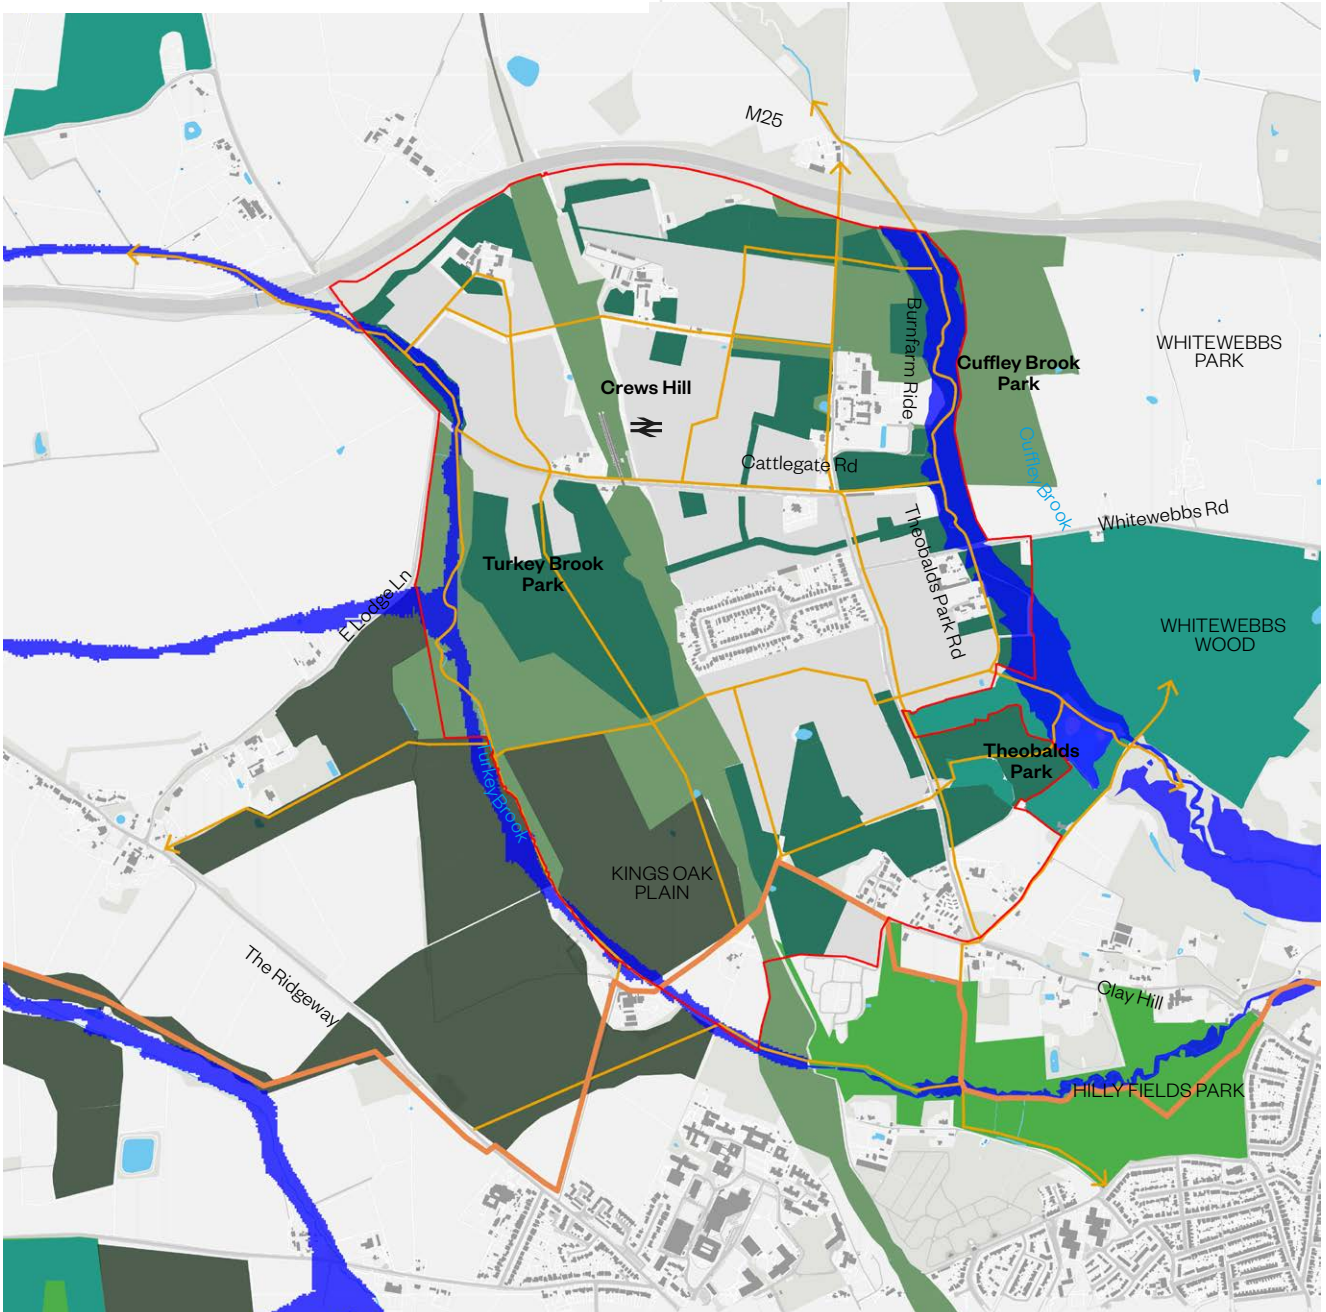 M25
WHITEWEBBS
PARK
Burnfarm Ride
Cuffley Brook
Park
Crews Hill
Cuffley Brook
Cattlegate Rd
Whitewebbs Rd
Theobalds Park Rd
Turkey Brook
Park
E Lodge Ln
WHITEWEBBS
WOOD
Theobalds
Park
Turkey Brook
KINGS OAK
PLAIN
The Ridgeway
Clay Hill
HILLY FIELDS PARK